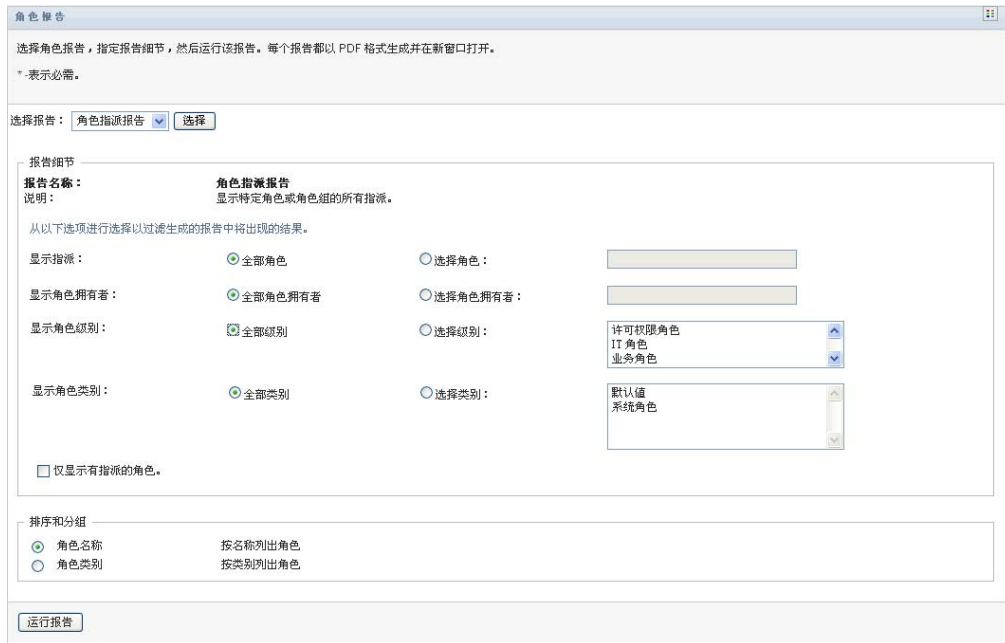 角色报告
选择角色报告，指定报告细节，然后运行该报告。每个报告都以 PDF 格式生成并在新窗口打开。
* -表示必需。
选择报告： 角色指派报告 选择
报告细节
报告名称： 角色指派报告
说明： 显示特定角色或角色组的所有指派。
从以下选项进行选择以过滤生成的报告中将出现的结果。
显示指派： 全部角色 选择角色：
显示角色拥有者： 全部角色拥有者 选择角色拥有者：
显示角色级别： 全部级别 选择级别： 许可权限角色
IT 角色
业务角色
显示角色类别： 全部类别 选择类别： 默认值
系统角色
仅显示有指派的角色。
排序和分组
角色名称 按名称列出角色
角色类别 按类别列出角色
运行报告